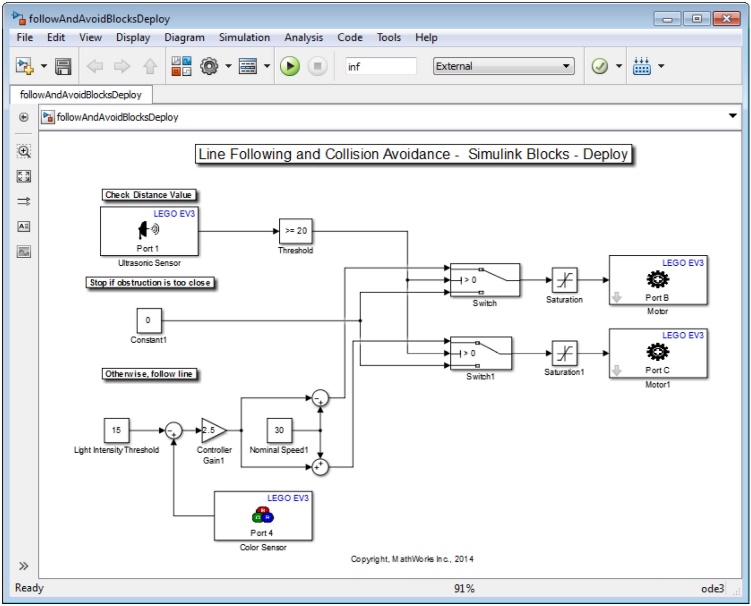 followAndAvoidBlocksDeploy
File Edit View Display Diagram Simulation Analysis Code Tools Help
inf External
followAndAvoidBlocksDeploy
followAndAvoidBlocksDeploy
Line Following and Collision Avoidance - Simulink Blocks - Deploy
Check Distance Value
LEGO EV3
Port 1
Ultrasonic Sensor
>= 20
Threshold
Stop if obstruction is too close
0
Constant1
> 0
Switch
Saturation
LEGO EV3
Port B
Motor
> 0
Switch1
Saturation1
LEGO EV3
Port C
Motor1
Otherwise, follow line
15
Light Intensity Threshold
2.5
Controller
Gain1
30
Nominal Speed1
LEGO EV3
R
G B
Port 4
Color Sensor
Copyright, MathWorks Inc., 2014
Ready 91% ode3